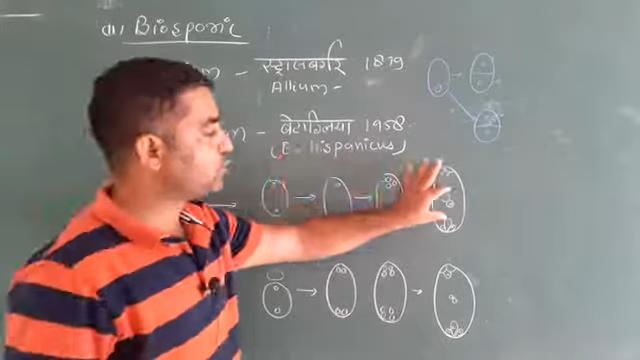 (ii) Biosporic
m - स्ट्रासबर्गर 1879
Allium -
m - बेटाग्लिया 1958
(E - hispanicus)